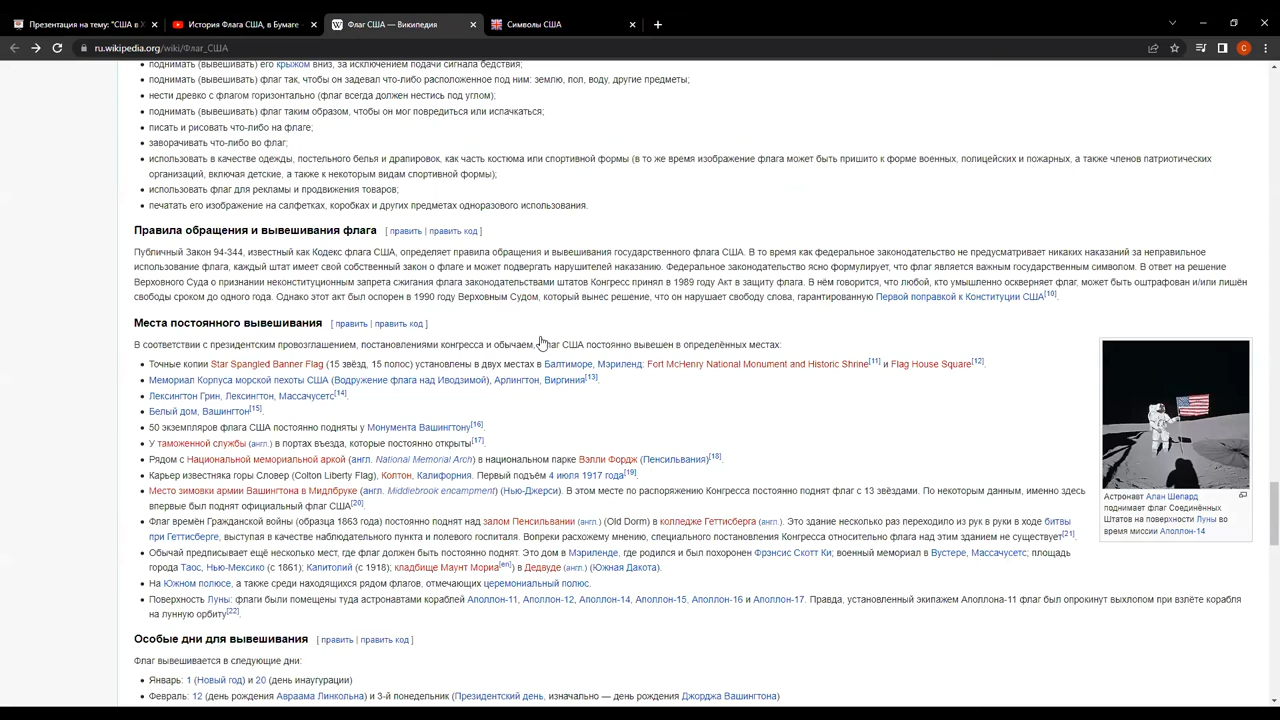 Презентация на тему: "США в X
История Флага США, в Бумаге -
Флаг США — Википедия
Символы США
ru.wikipedia.org/wiki/Флаг_США
C
поднимать (вывешивать) его крыжом вниз, за исключением подачи сигнала бедствия;
поднимать (вывешивать) флаг так, чтобы он задевал что-либо расположенное под ним: землю, пол, воду, другие предметы;
нести древко с флагом горизонтально (флаг всегда должен нестись под углом);
поднимать (вывешивать) флаг таким образом, чтобы он мог повредиться или испачкаться;
писать и рисовать что-либо на флаге;
заворачивать что-либо во флаг;
использовать в качестве одежды, постельного белья и драпировок, как часть костюма или спортивной формы (в то же время изображение флага может быть пришито к форме военных, полицейских и пожарных, а также членов патриотических
организаций, включая детские, а также к некоторым видам спортивной формы);
использовать флаг для рекламы и продвижения товаров;
печатать его изображение на салфетках, коробках и других предметах одноразового использования.
Правила обращения и вывешивания флага [ править | править код ]
Публичный Закон 94-344, известный как Кодекс флага США, определяет правила обращения и вывешивания государственного флага США. В то время как федеральное законодательство не предусматривает никаких наказаний за неправильное
использование флага, каждый штат имеет свой собственный закон о флаге и может подвергать нарушителей наказанию. Федеральное законодательство ясно формулирует, что флаг является важным государственным символом. В ответ на решение
Верховного Суда о признании неконституционным запрета сжигания флага законодательствами штатов Конгресс принял в 1989 году Акт в защиту флага. В нём говорится, что любой, кто умышленно оскверняет флаг, может быть оштрафован и/или лишён
свободы сроком до одного года. Однако этот акт был оспорен в 1990 году Верховным Судом, который вынес решение, что он нарушает свободу слова, гарантированную Первой поправкой к Конституции США[10].
Места постоянного вывешивания [ править | править код ]
В соответствии с президентским провозглашением, постановлениями конгресса и обычаем, флаг США постоянно вывешен в определённых местах:
Точные копии Star Spangled Banner Flag (15 звёзд, 15 полос) установлены в двух местах в Балтиморе, Мэриленд: Fort McHenry National Monument and Historic Shrine[11] и Flag House Square[12].
Мемориал Корпуса морской пехоты США (Водружение флага над Иводзимой), Арлингтон, Виргиния[13].
Лексингтон Грин, Лексингтон, Массачусетс[14].
Белый дом, Вашингтон[15].
50 экземпляров флага США постоянно подняты у Монумента Вашингтону[16].
У таможенной службы (англ.) в портах въезда, которые постоянно открыты[17].
Рядом с Национальной мемориальной аркой (англ. National Memorial Arch) в национальном парке Вэлли Фордж (Пенсильвания)[18].
Карьер известняка горы Словер (Colton Liberty Flag), Колтон, Калифорния. Первый подъём 4 июля 1917 года[19].
Место зимовки армии Вашингтона в Мидлбруке (англ. Middlebrook encampment) (Нью-Джерси). В этом месте по распоряжению Конгресса постоянно поднят флаг с 13 звёздами. По некоторым данным, именно здесь
впервые был поднят официальный флаг США[20].
Флаг времён Гражданской войны (образца 1863 года) постоянно поднят над залом Пенсильвании (англ.) (Old Dorm) в колледже Геттисберга (англ.). Это здание несколько раз переходило из рук в руки в ходе битвы
при Геттисберге, выступая в качестве наблюдательного пункта и полевого госпиталя. Вопреки расхожему мнению, специального постановления Конгресса относительно флага над этим зданием не существует[21].
Обычай предписывает ещё несколько мест, где флаг должен быть постоянно поднят. Это дом в Мэриленде, где родился и был похоронен Фрэнсис Скотт Ки; военный мемориал в Вустере, Массачусетс; площадь
города Таос, Нью-Мексико (с 1861); Капитолий (с 1918); кладбище Маунт Мориа[en]) в Дедвуде (Южная Дакота).
На Южном полюсе, а также среди находящихся рядом флагов, отмечающих церемониальный полюс.
Поверхность Луны: флаги были помещены туда астронавтами кораблей Аполлон-11, Аполлон-12, Аполлон-14, Аполлон-15, Аполлон-16 и Аполлон-17. Правда, установленный экипажем Аполлона-11 флаг был опрокинут выхлопом при взлёте корабля
на лунную орбиту[22].
Астронавт Алан Шепард
поднимает флаг Соединённых
Штатов на поверхности Луны во
время миссии Аполлон-14
Особые дни для вывешивания [ править | править код ]
Флаг вывешивается в следующие дни:
Январь: 1 (Новый год) и 20 (день инаугурации)
Февраль: 12 (день рождения Авраама Линкольна) и 3-й понедельник (Президентский день, изначально — день рождения Джорджа Вашингтона)